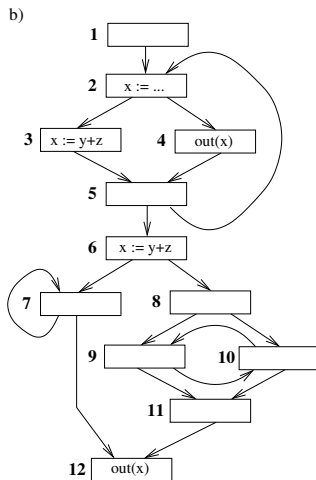 b)
1
2 x := ...
3 x := y+z 4 out(x)
5
6 x := y+z
7 8
9 10
11
12 out(x)